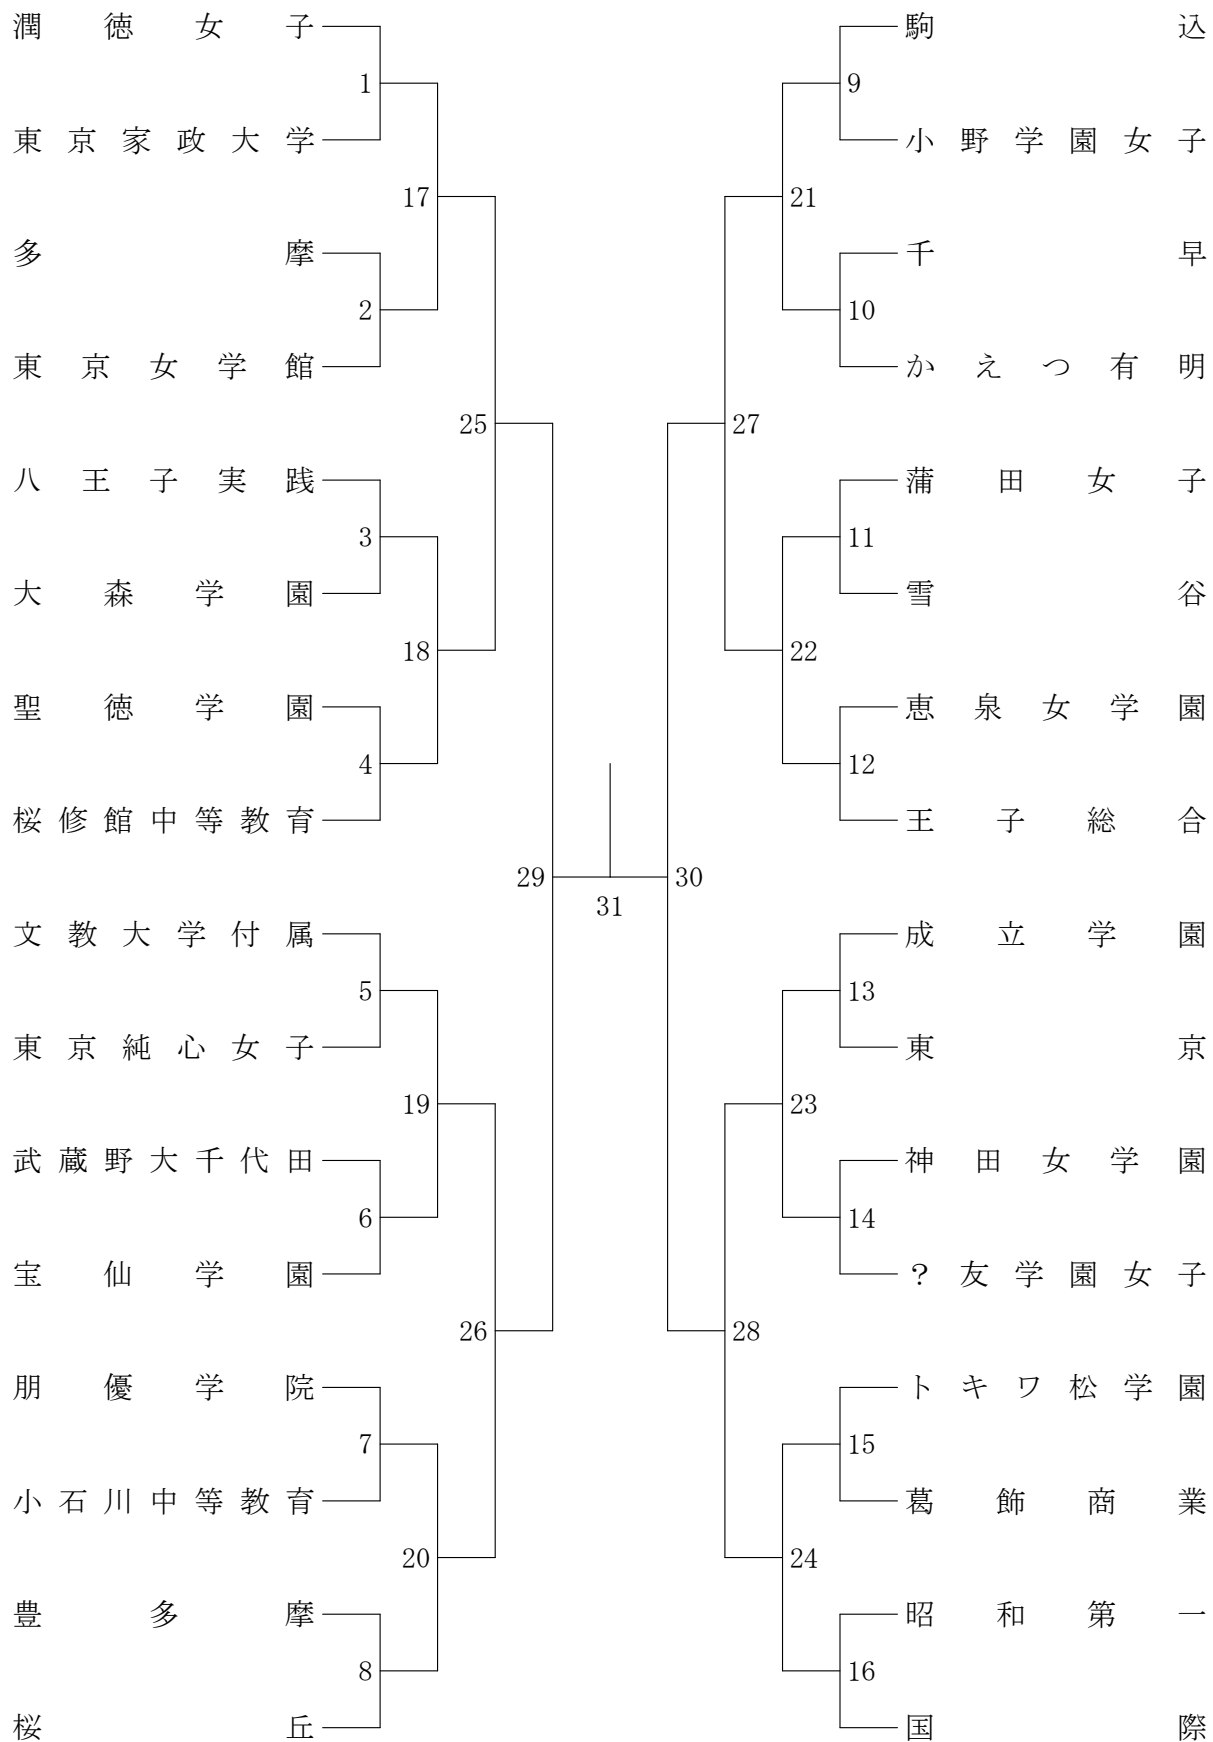 潤徳女子
1
東京家政大学
17
多摩
2
東京女学館
25
八王子実践
3
大森学園
18
聖徳学園
4
桜修館中等教育
29
文教大学付属
5
東京純心女子
19
武蔵野大千代田
6
宝仙学園
26
朋優学院
7
小石川中等教育
20
豊多摩
8
桜丘
31
駒込
9
小野学園女子
21
千早
10
かえつ有明
27
蒲田女子
11
雪谷
22
恵泉女学園
12
王子総合
30
成立学園
13
東京
23
神田女学園
14
?友学園女子
28
トキワ松学園
15
葛飾商業
24
昭和第一
16
国際